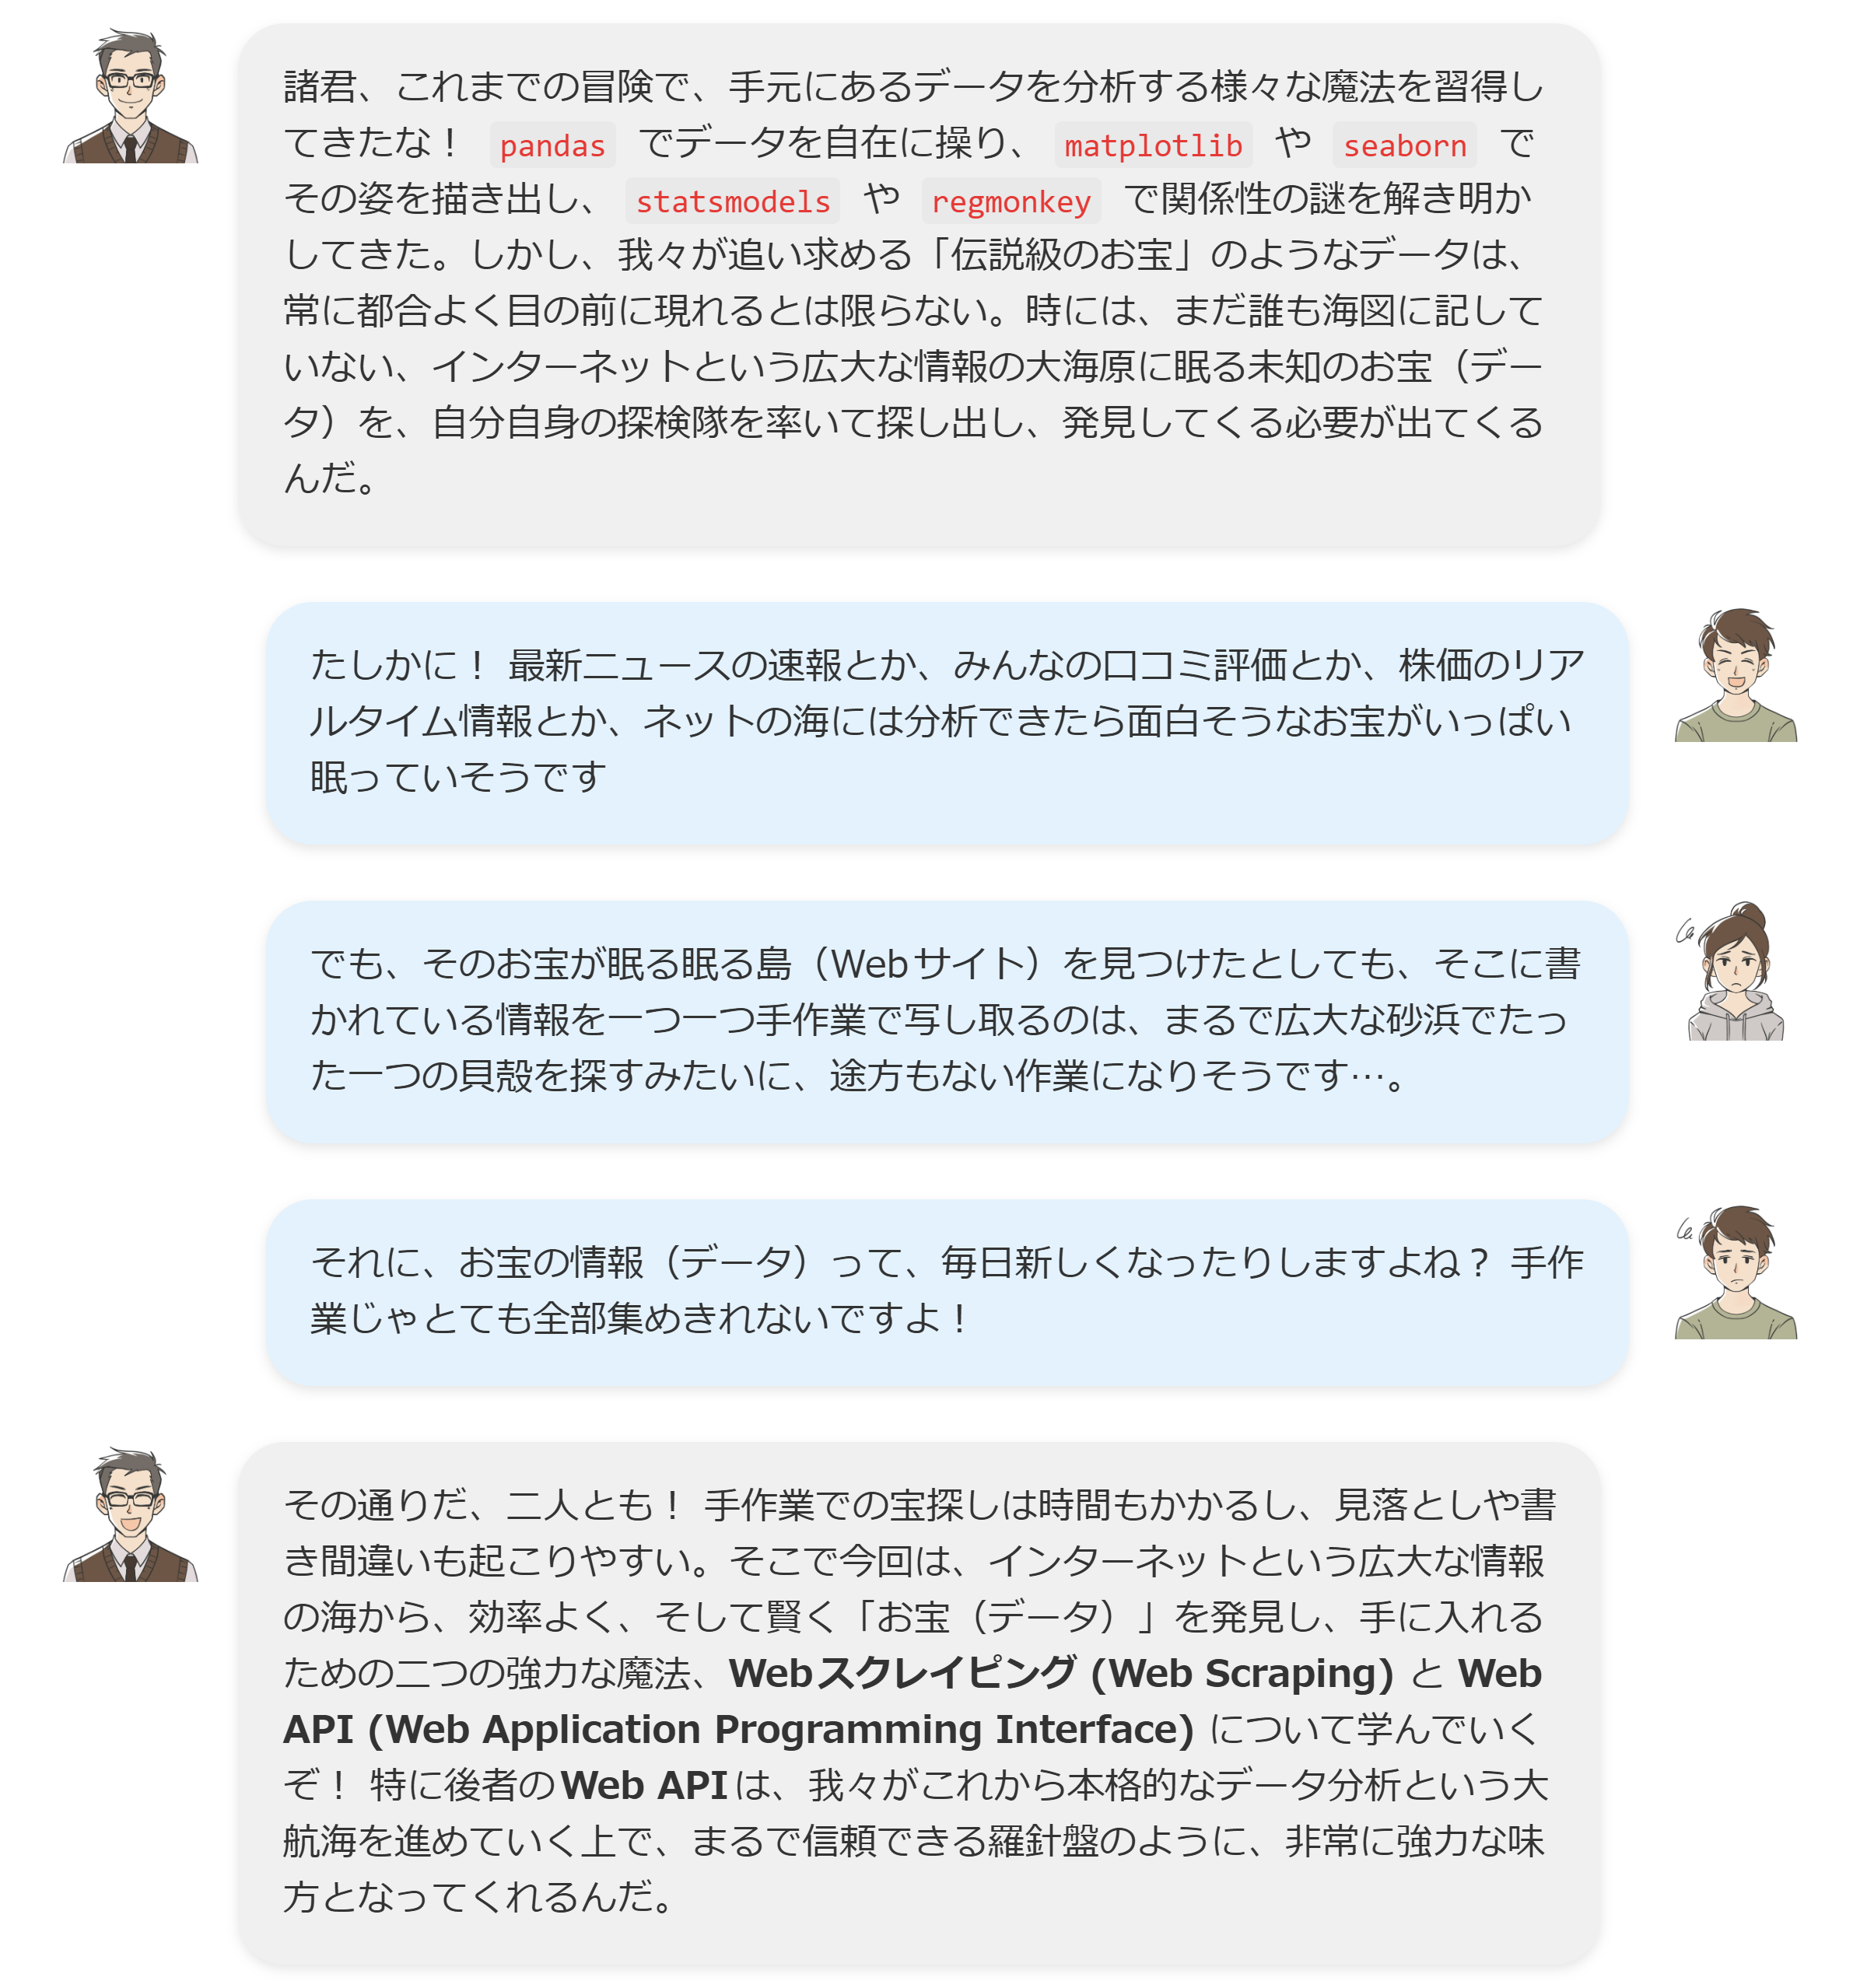 諸君、これまでの冒険で、手元にあるデータを分析する様々な魔法を習得し
てきたな！ pandas でデータを自在に操り、 matplotlib や seaborn で
その姿を描き出し、 statsmodels や regmonkey で関係性の謎を解き明か
してきた。しかし、我々が追い求める「伝説級のお宝」のようなデータは、
常に都合よく目の前に現れるとは限らない。時には、まだ誰も海図に記して
いない、インターネットという広大な情報の大海原に眠る未知のお宝（デー
タ）を、自分自身の探検隊を率いて探し出し、発見してくる必要が出てくる
んだ。
たしかに！ 最新ニュースの速報とか、みんなの口コミ評価とか、株価のリア
ルタイム情報とか、ネットの海には分析できたら面白そうなお宝がいっぱい
眠っていそうです
でも、そのお宝が眠る眠る島（Webサイト）を見つけたとしても、そこに書
かれている情報を一つ一つ手作業で写し取るのは、まるで広大な砂浜でたっ
た一つの貝殻を探すみたいに、途方もない作業になりそうです…。
それに、お宝の情報（データ）って、毎日新しくなったりしますよね？ 手作
業じゃとても全部集めきれないですよ！
その通りだ、二人とも！ 手作業での宝探しは時間もかかるし、見落としや書
き間違いも起こりやすい。そこで今回は、インターネットという広大な情報
の海から、効率よく、そして賢く「お宝（データ）」を発見し、手に入れる
ための二つの強力な魔法、Webスクレイピング (Web Scraping) と Web
API (Web Application Programming Interface) について学んでいく
ぞ！ 特に後者のWeb APIは、我々がこれから本格的なデータ分析という大
航海を進めていく上で、まるで信頼できる羅針盤のように、非常に強力な味
方となってくれるんだ。